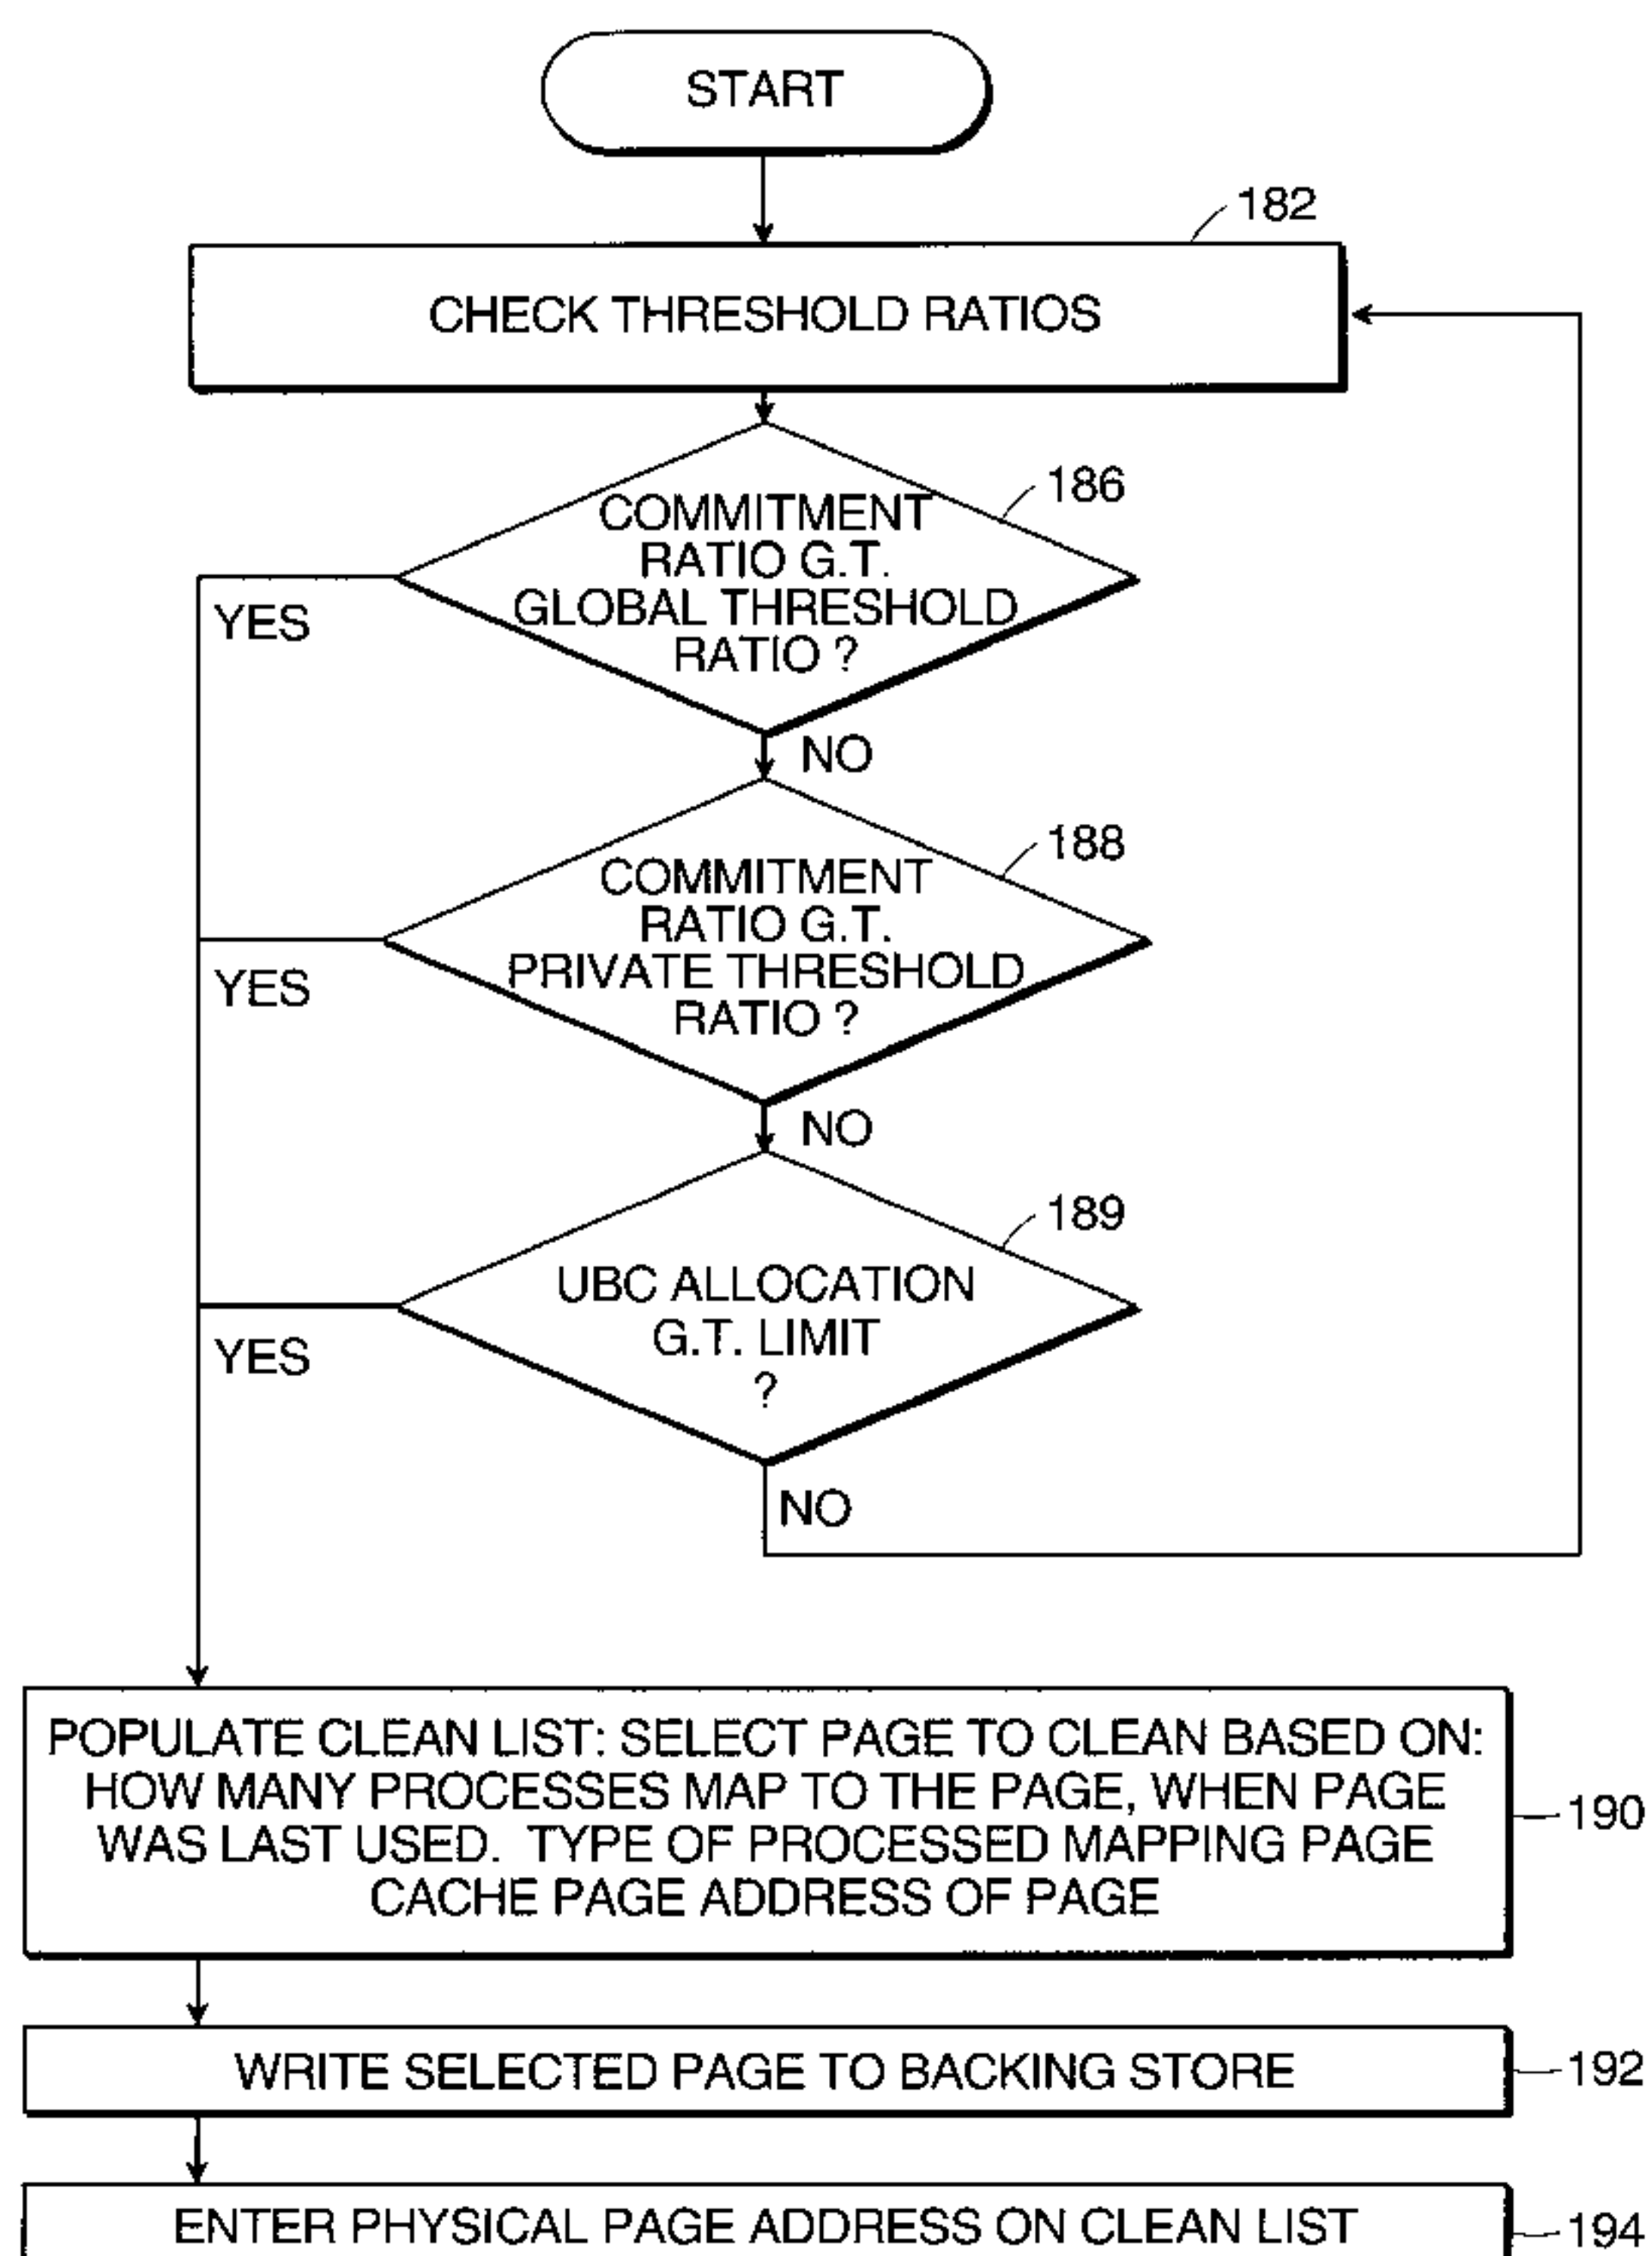 START
182
CHECK THRESHOLD RATIOS
186
COMMITMENT
RATIO G.T.
GLOBAL THRESHOLD
RATIO ?
YES
NO
188
COMMITMENT
RATIO G.T.
PRIVATE THRESHOLD
RATIO ?
YES
NO
189
UBC ALLOCATION
G.T. LIMIT
?
YES
NO
POPULATE CLEAN LIST: SELECT PAGE TO CLEAN BASED ON:
HOW MANY PROCESSES MAP TO THE PAGE, WHEN PAGE
WAS LAST USED. TYPE OF PROCESSED MAPPING PAGE
CACHE PAGE ADDRESS OF PAGE
190
WRITE SELECTED PAGE TO BACKING STORE
192
ENTER PHYSICAL PAGE ADDRESS ON CLEAN LIST
194